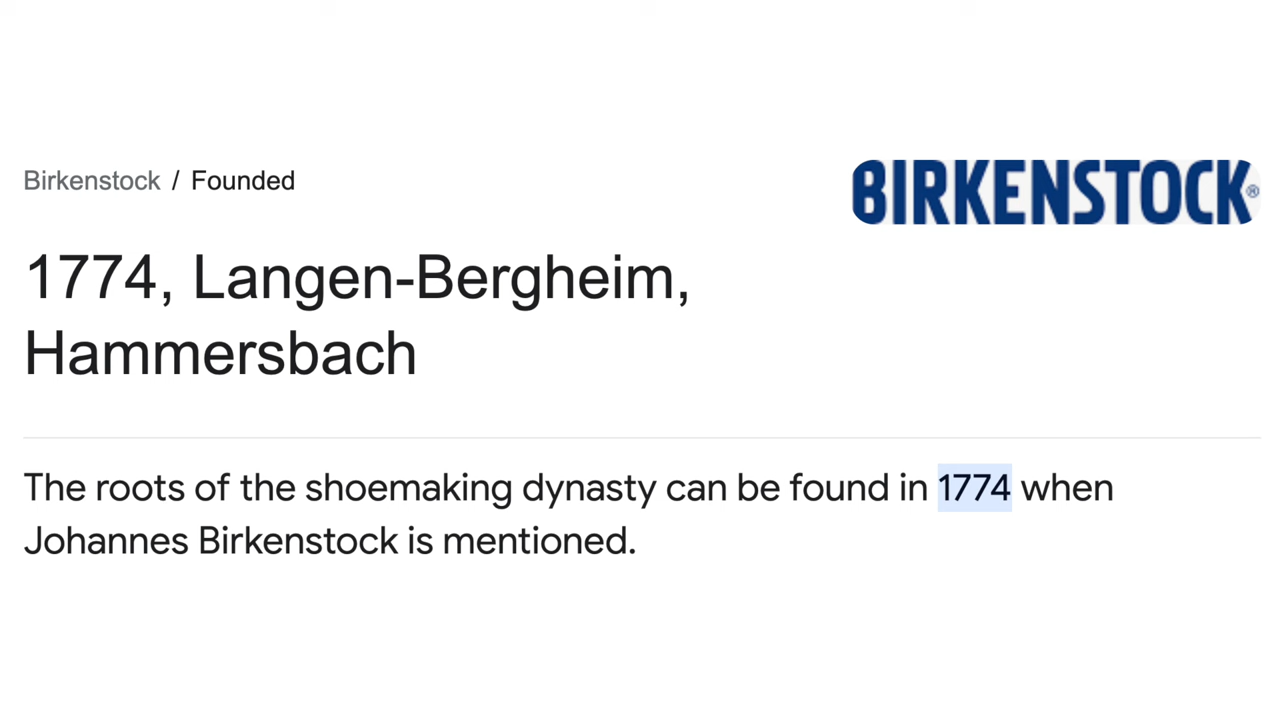 Birkenstock / Founded
BIRKENSTOCK®
1774, Langen-Bergheim,
Hammersbach
The roots of the shoemaking dynasty can be found in 1774 when
Johannes Birkenstock is mentioned.